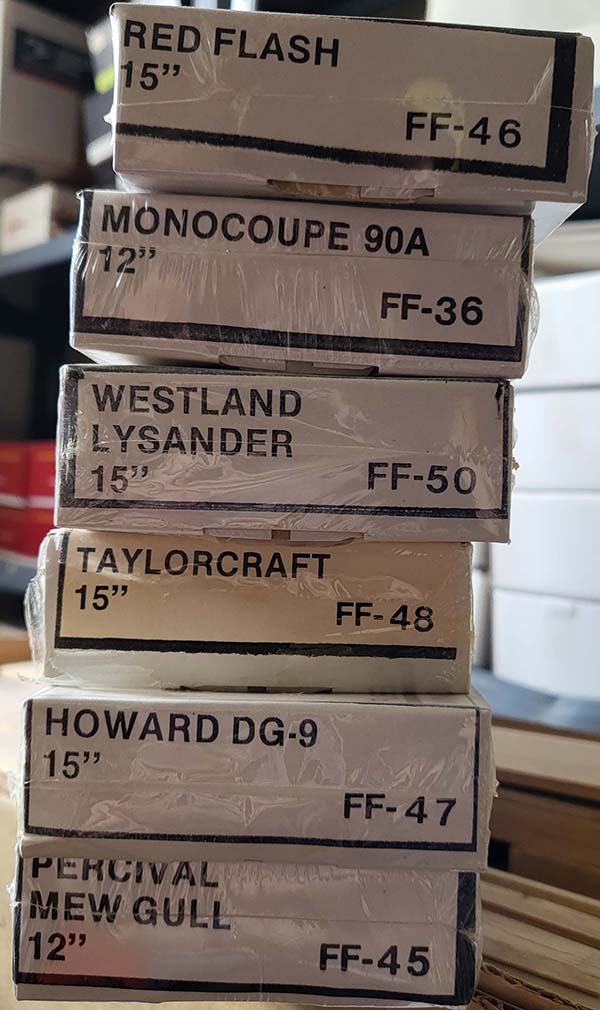 RED FLASH
15”
FF-46
MONOCOUPE 90A
12”
FF-36
WESTLAND
LYSANDER
15”
FF-50
TAYLORCRAFT
15”
FF-48
HOWARD DG-9
15”
FF-47
PERCIVAL
MEW GULL
12”
FF-45